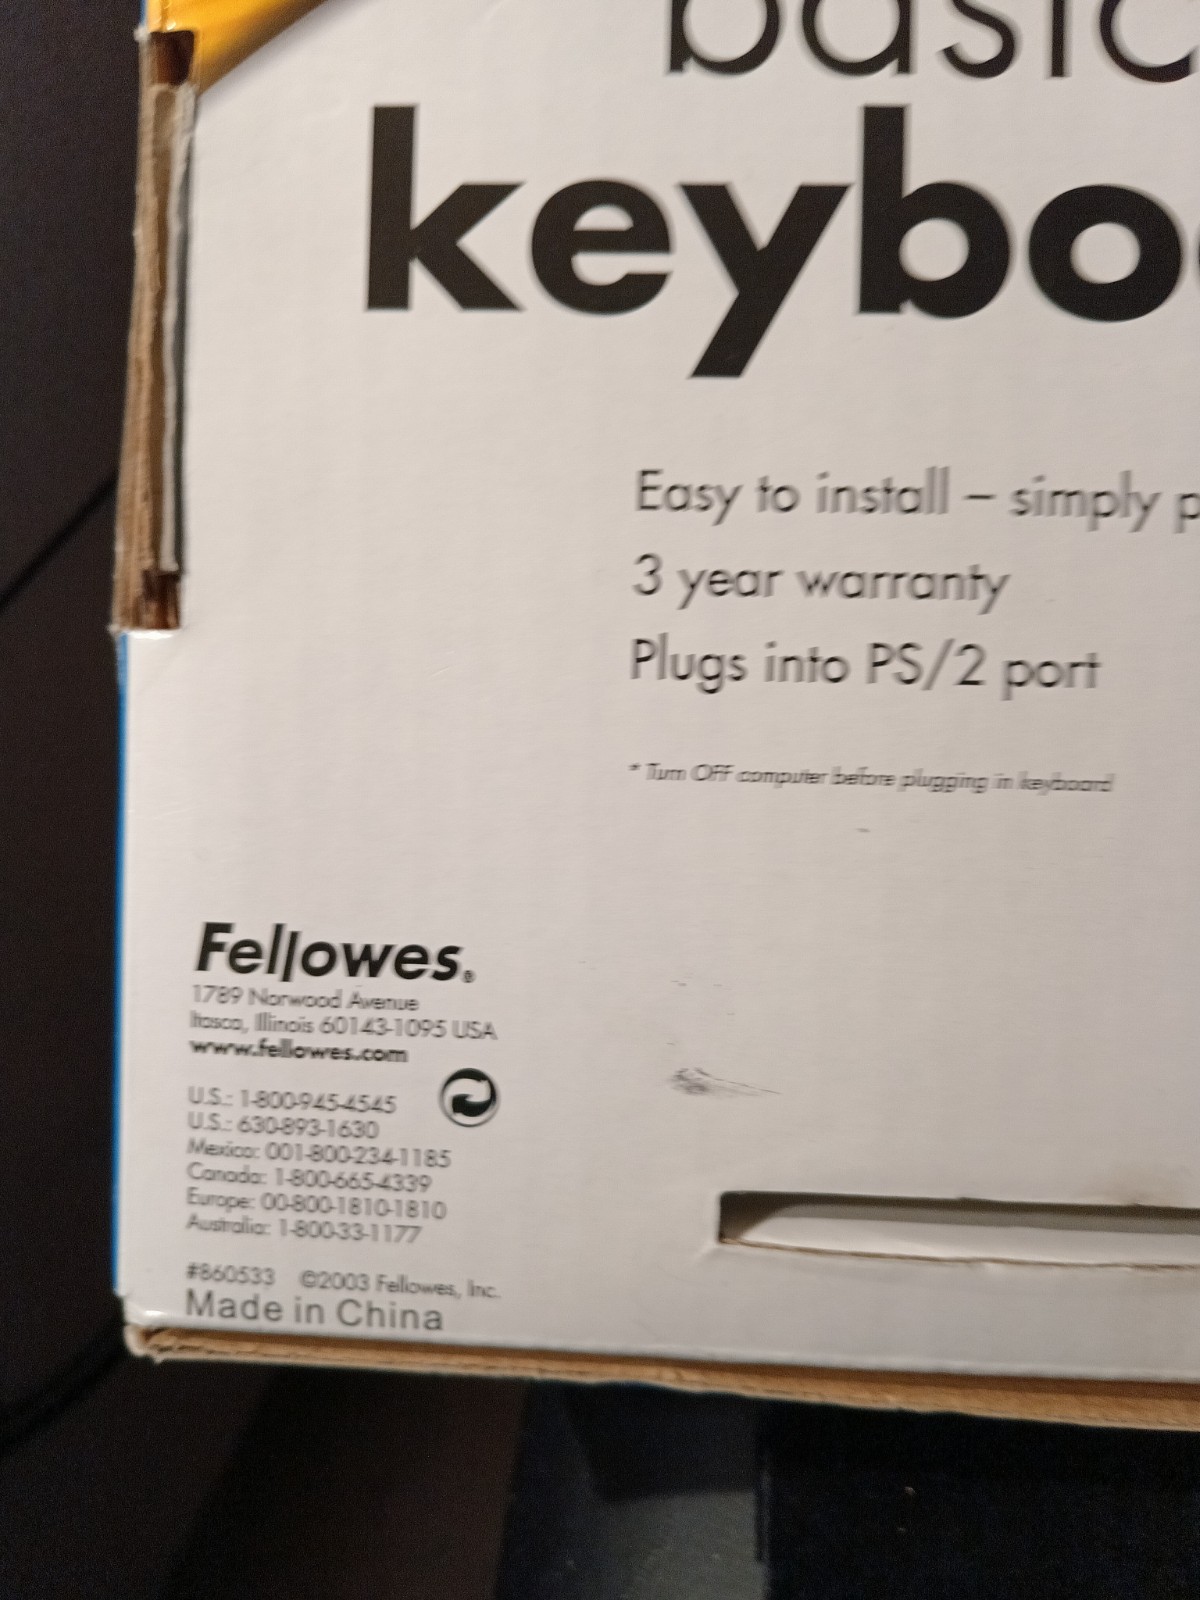 basic
keybo
Easy to install – simply p
3 year warranty
Plugs into PS/2 port
* Turn OFF computer before plugging in keyboard
Fellowes®
1789 Norwood Avenue
Itasca, Illinois 60143-1095 USA
www.fellowes.com
U.S.: 1-800-945-4545
U.S.: 630-893-1630
Mexico: 001-800-234-1185
Canada: 1-800-665-4339
Europe: 00-800-1810-1810
Australia: 1-800-33-1177
#860533 ©2003 Fellowes, Inc.
Made in China